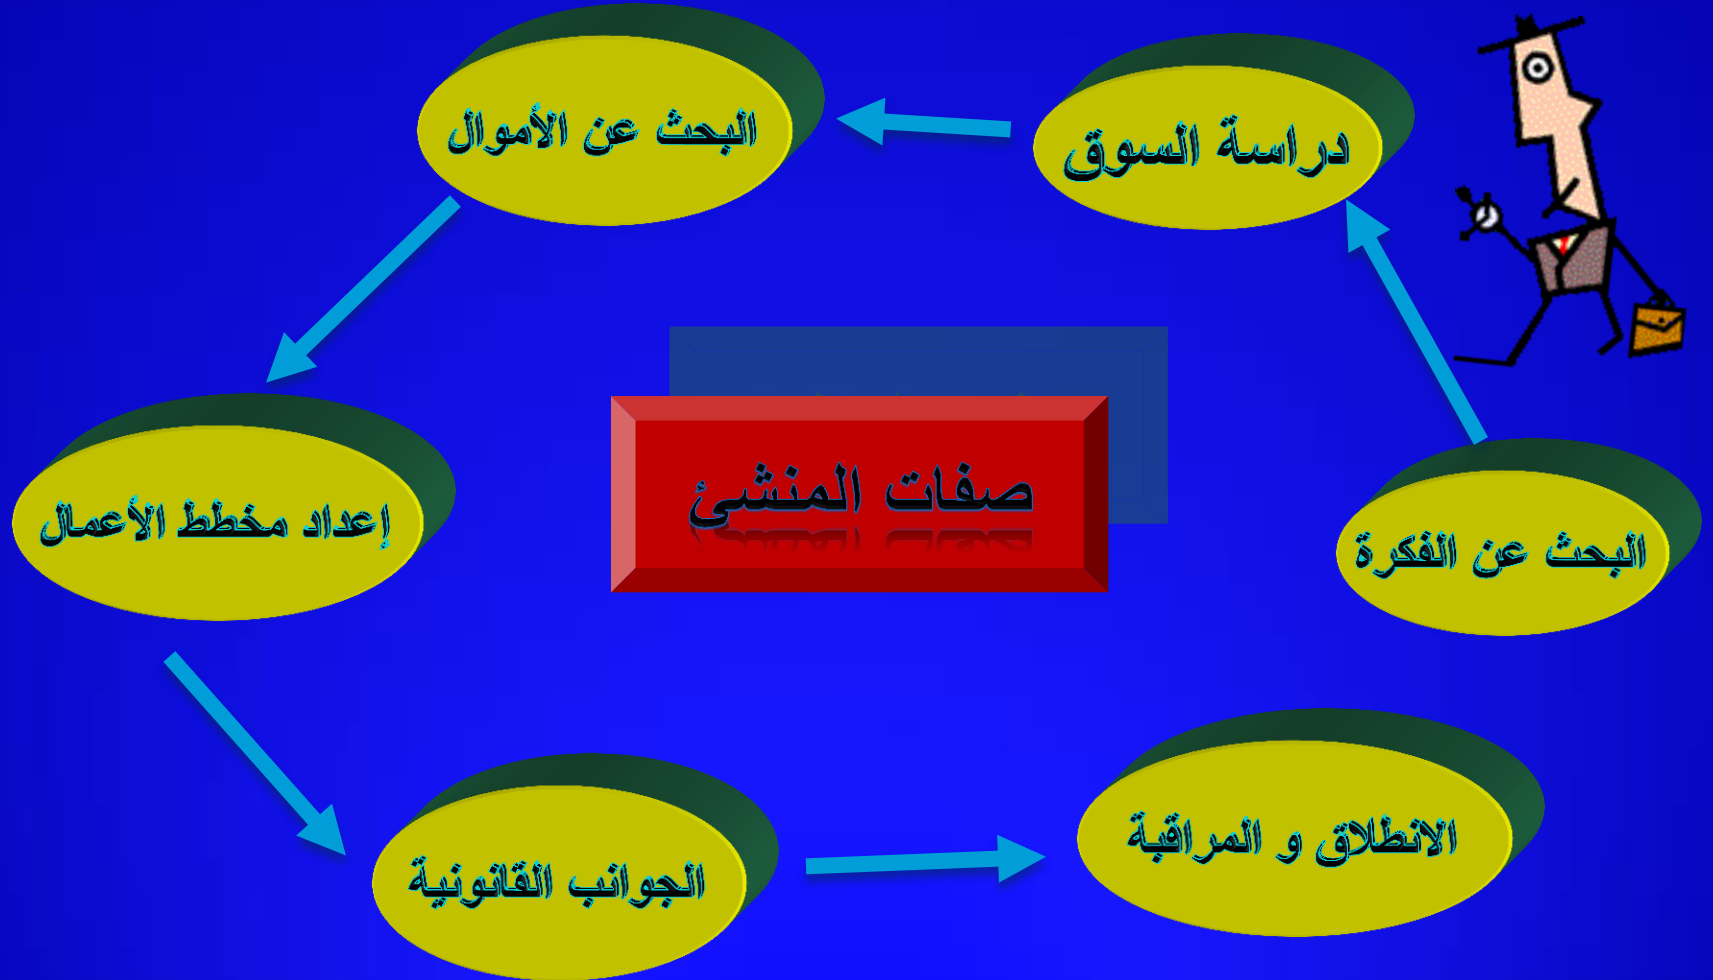 دراسة السوق
البحث عن الأموال
صفات المنشئ
إعداد مخطط الأعمال
البحث عن الفكرة
الانطلاق و المراقبة
الجوانب القانونية